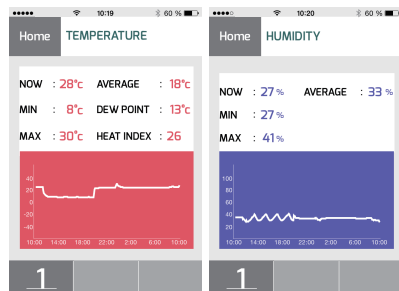 10:19 60 %
Home TEMPERATURE
NOW : 28°c AVERAGE : 18°c
MIN : 8°c DEW POINT : 13°c
MAX : 30°c HEAT INDEX : 26
40
20
0
-20
-40
10:00 14:00 18:00 22:00 2:00 6:00 10:00
1
10:20 60 %
Home HUMIDITY
NOW : 27 % AVERAGE : 33 %
MIN : 27 %
MAX : 41 %
100
80
60
40
20
10:00 14:00 18:00 22:00 2:00 6:00 10:00
1